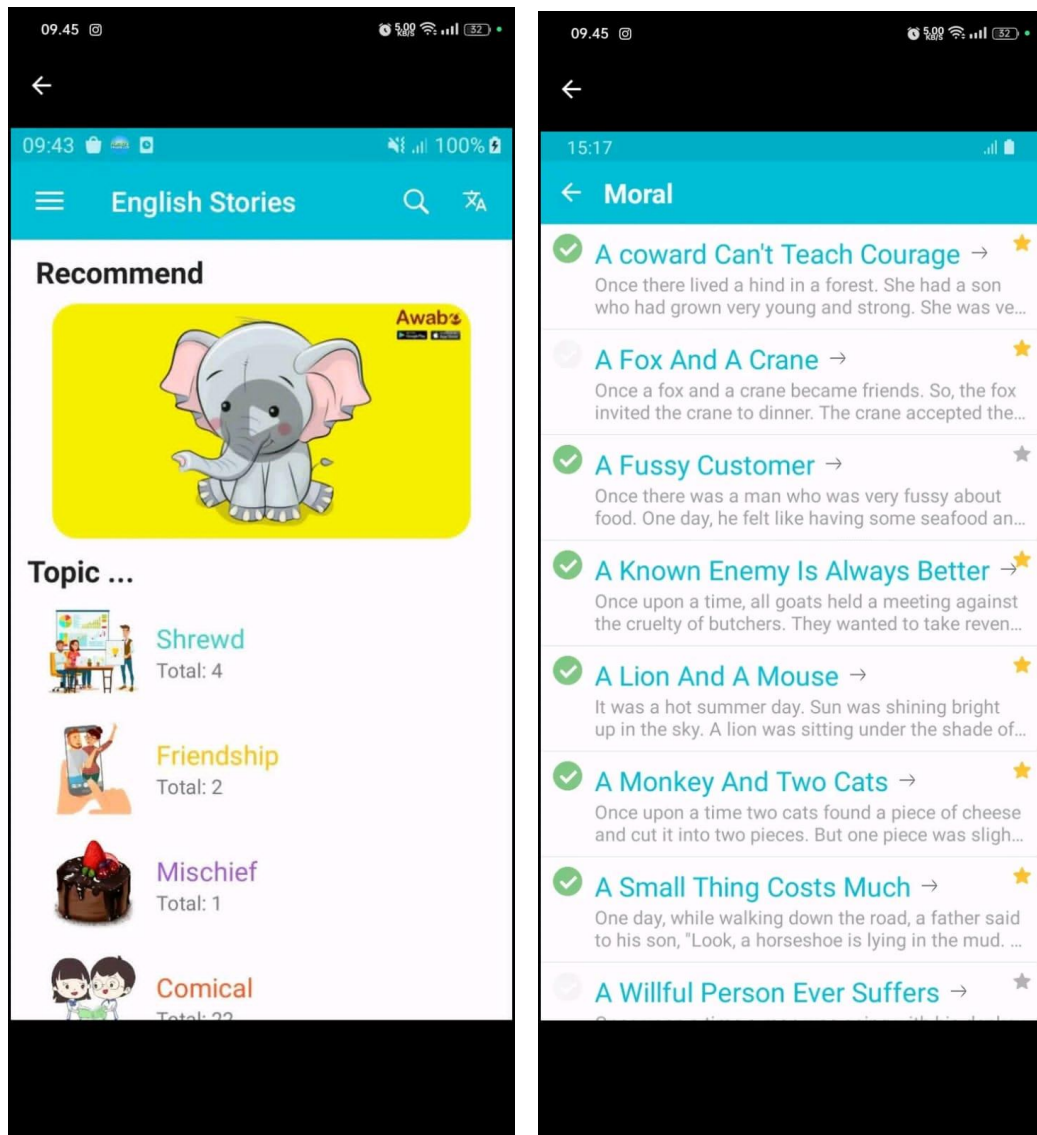 09.45
5.00 KB/S
32
09:43
100%
English Stories
Recommend
Awabe
Topic ...
Shrewd
Total: 4
Friendship
Total: 2
Mischief
Total: 1
Comical
Total: 22
09.45
5.00 KB/S
32
15:17
Moral
A coward Can't Teach Courage →
Once there lived a hind in a forest. She had a son
who had grown very young and strong. She was ve...
A Fox And A Crane →
Once a fox and a crane became friends. So, the fox
invited the crane to dinner. The crane accepted the...
A Fussy Customer →
Once there was a man who was very fussy about
food. One day, he felt like having some seafood an...
A Known Enemy Is Always Better →
Once upon a time, all goats held a meeting against
the cruelty of butchers. They wanted to take reven...
A Lion And A Mouse →
It was a hot summer day. Sun was shining bright
up in the sky. A lion was sitting under the shade of...
A Monkey And Two Cats →
Once upon a time two cats found a piece of cheese
and cut it into two pieces. But one piece was sligh...
A Small Thing Costs Much →
One day, while walking down the road, a father said
to his son, "Look, a horseshoe is lying in the mud. ...
A Willful Person Ever Suffers →